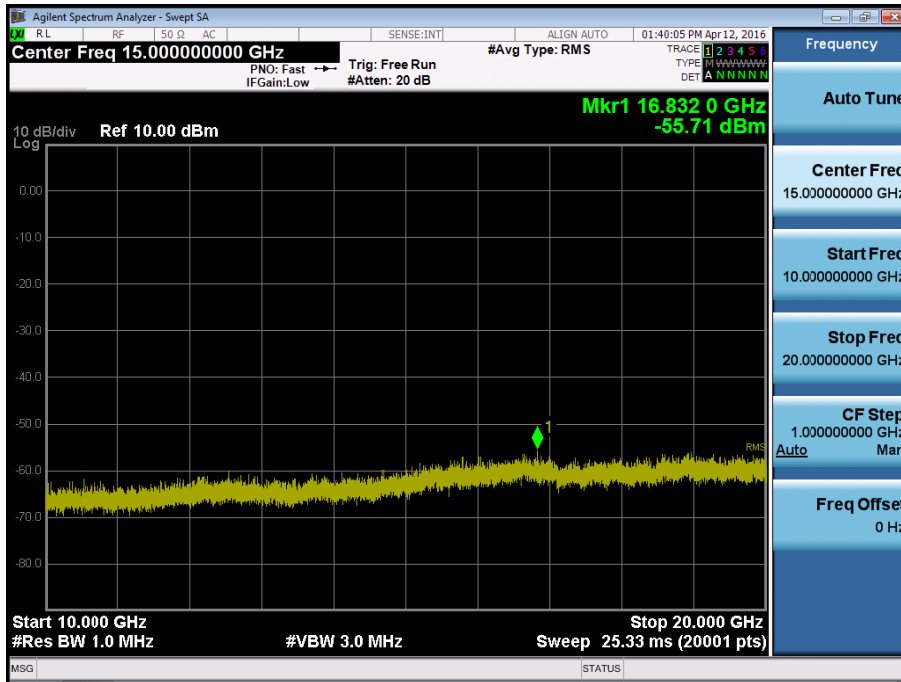 Agilent Spectrum Analyzer - Swept SA
LXI RL RF 50 Ω AC SENSE:INT ALIGN AUTO 01:40:05 PM Apr 12, 2016
Center Freq 15.000000000 GHz #Avg Type: RMS TRACE 1 2 3 4 5 6
PNO: Fast Trig: Free Run TYPE M WWWWW
IFGain:Low #Atten: 20 dB DET A N N N N N
Mkr1 16.832 0 GHz
-55.71 dBm
10 dB/div Ref 10.00 dBm
Log
0.00
-10.0
-20.0
-30.0
-40.0
-50.0
1
RMS
-60.0
-70.0
-80.0
Start 10.000 GHz Stop 20.000 GHz
#Res BW 1.0 MHz #VBW 3.0 MHz Sweep 25.33 ms (20001 pts)
MSG STATUS
Frequency
Auto Tune
Center Freq
15.000000000 GHz
Start Freq
10.000000000 GHz
Stop Freq
20.000000000 GHz
CF Step
1.000000000 GHz
Auto Man
Freq Offset
0 Hz